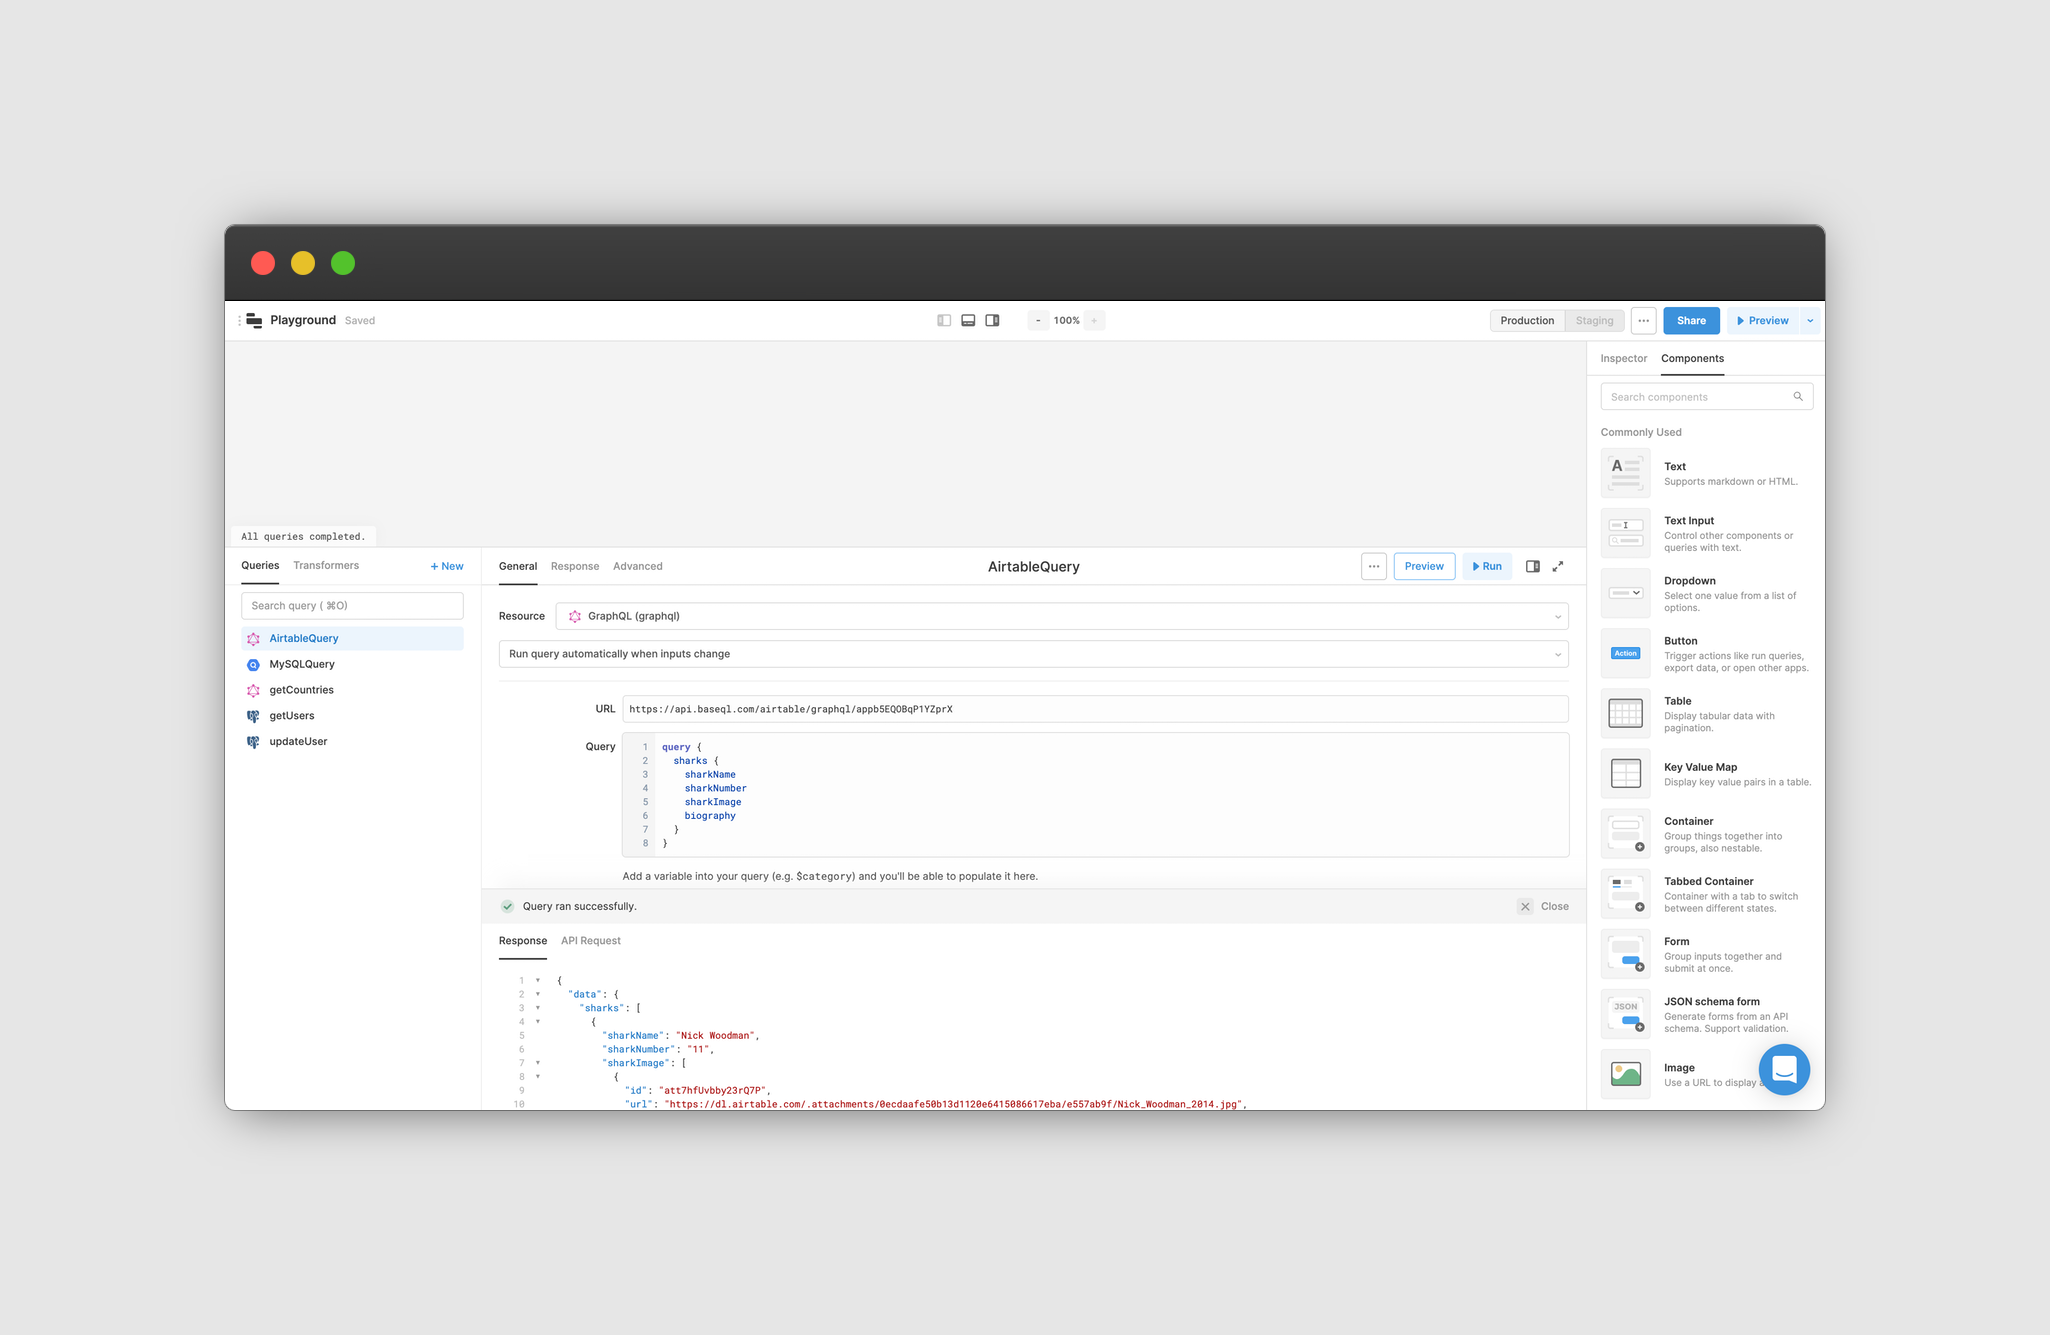 Playground Saved
- 100% +
Production Staging ... Share Preview
Inspector Components
Search components
Commonly Used
A
Text
Supports markdown or HTML.
Text Input
Control other components or
queries with text.
Dropdown
Select one value from a list of
options.
Action
Button
Trigger actions like run queries,
export data, or open other apps.
Table
Display tabular data with
pagination.
Key Value Map
Display key value pairs in a table.
Container
Group things together into
groups, also nestable.
Tabbed Container
Container with a tab to switch
between different states.
Form
Group inputs together and
submit at once.
JSON
JSON schema form
Generate forms from an API
schema. Support validation.
Image
Use a URL to display
All queries completed.
Queries Transformers + New
Search query ( ⌘O)
AirtableQuery
MySQLQuery
getCountries
getUsers
updateUser
General Response Advanced AirtableQuery ... Preview Run
Resource GraphQL (graphql)
Run query automatically when inputs change
URL https://api.baseql.com/airtable/graphql/appb5EQOBqP1YZprX
Query 1 query {
2 sharks {
3 sharkName
4 sharkNumber
5 sharkImage
6 biography
7 }
8 }
Add a variable into your query (e.g. $category) and you'll be able to populate it here.
Query ran successfully. Close
Response API Request
1 {
2 "data": {
3 "sharks": [
4 {
5 "sharkName": "Nick Woodman",
6 "sharkNumber": "11",
7 "sharkImage": [
8 {
9 "id": "att7hfUvbby23rQ7P",
10 "url": "https://dl.airtable.com/.attachments/0ecdaafe50b13d1120e6415086617eba/e557ab9f/Nick_Woodman_2014.jpg",